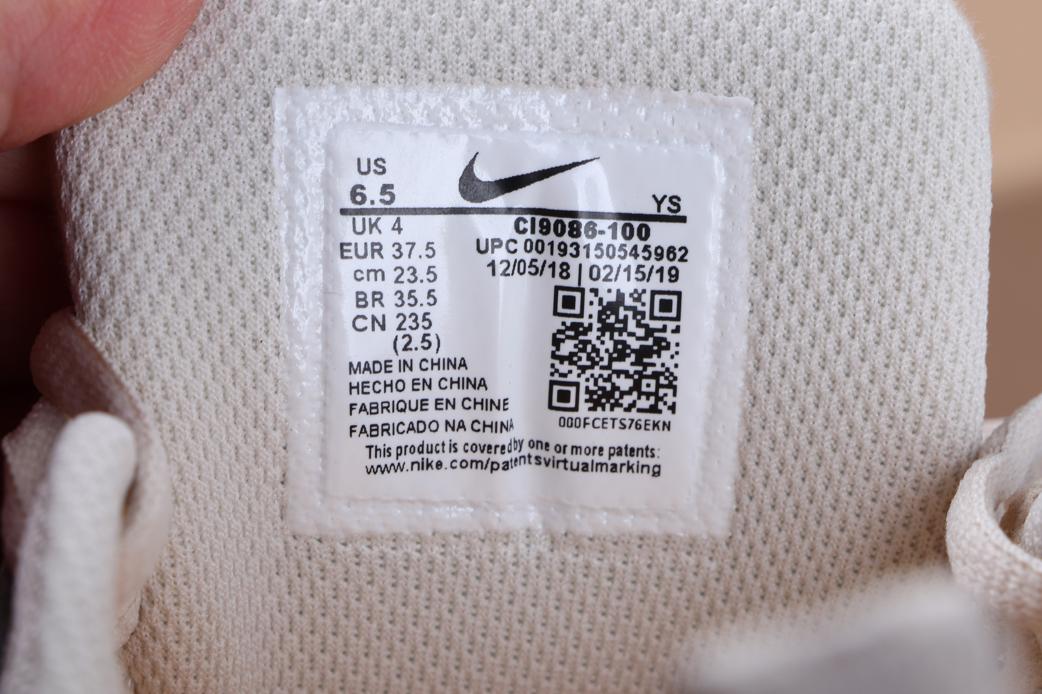 US
6.5
YS
UK 4
EUR 37.5
cm 23.5
BR 35.5
CN 235
(2.5)
CI9086-100
UPC 00193150545962
12/05/18 | 02/15/19
000FCETS76EKN
MADE IN CHINA
HECHO EN CHINA
FABRIQUE EN CHINE
FABRICADO NA CHINA
This product is covered by one or more patents:
www.nike.com/patentsvirtualmarking